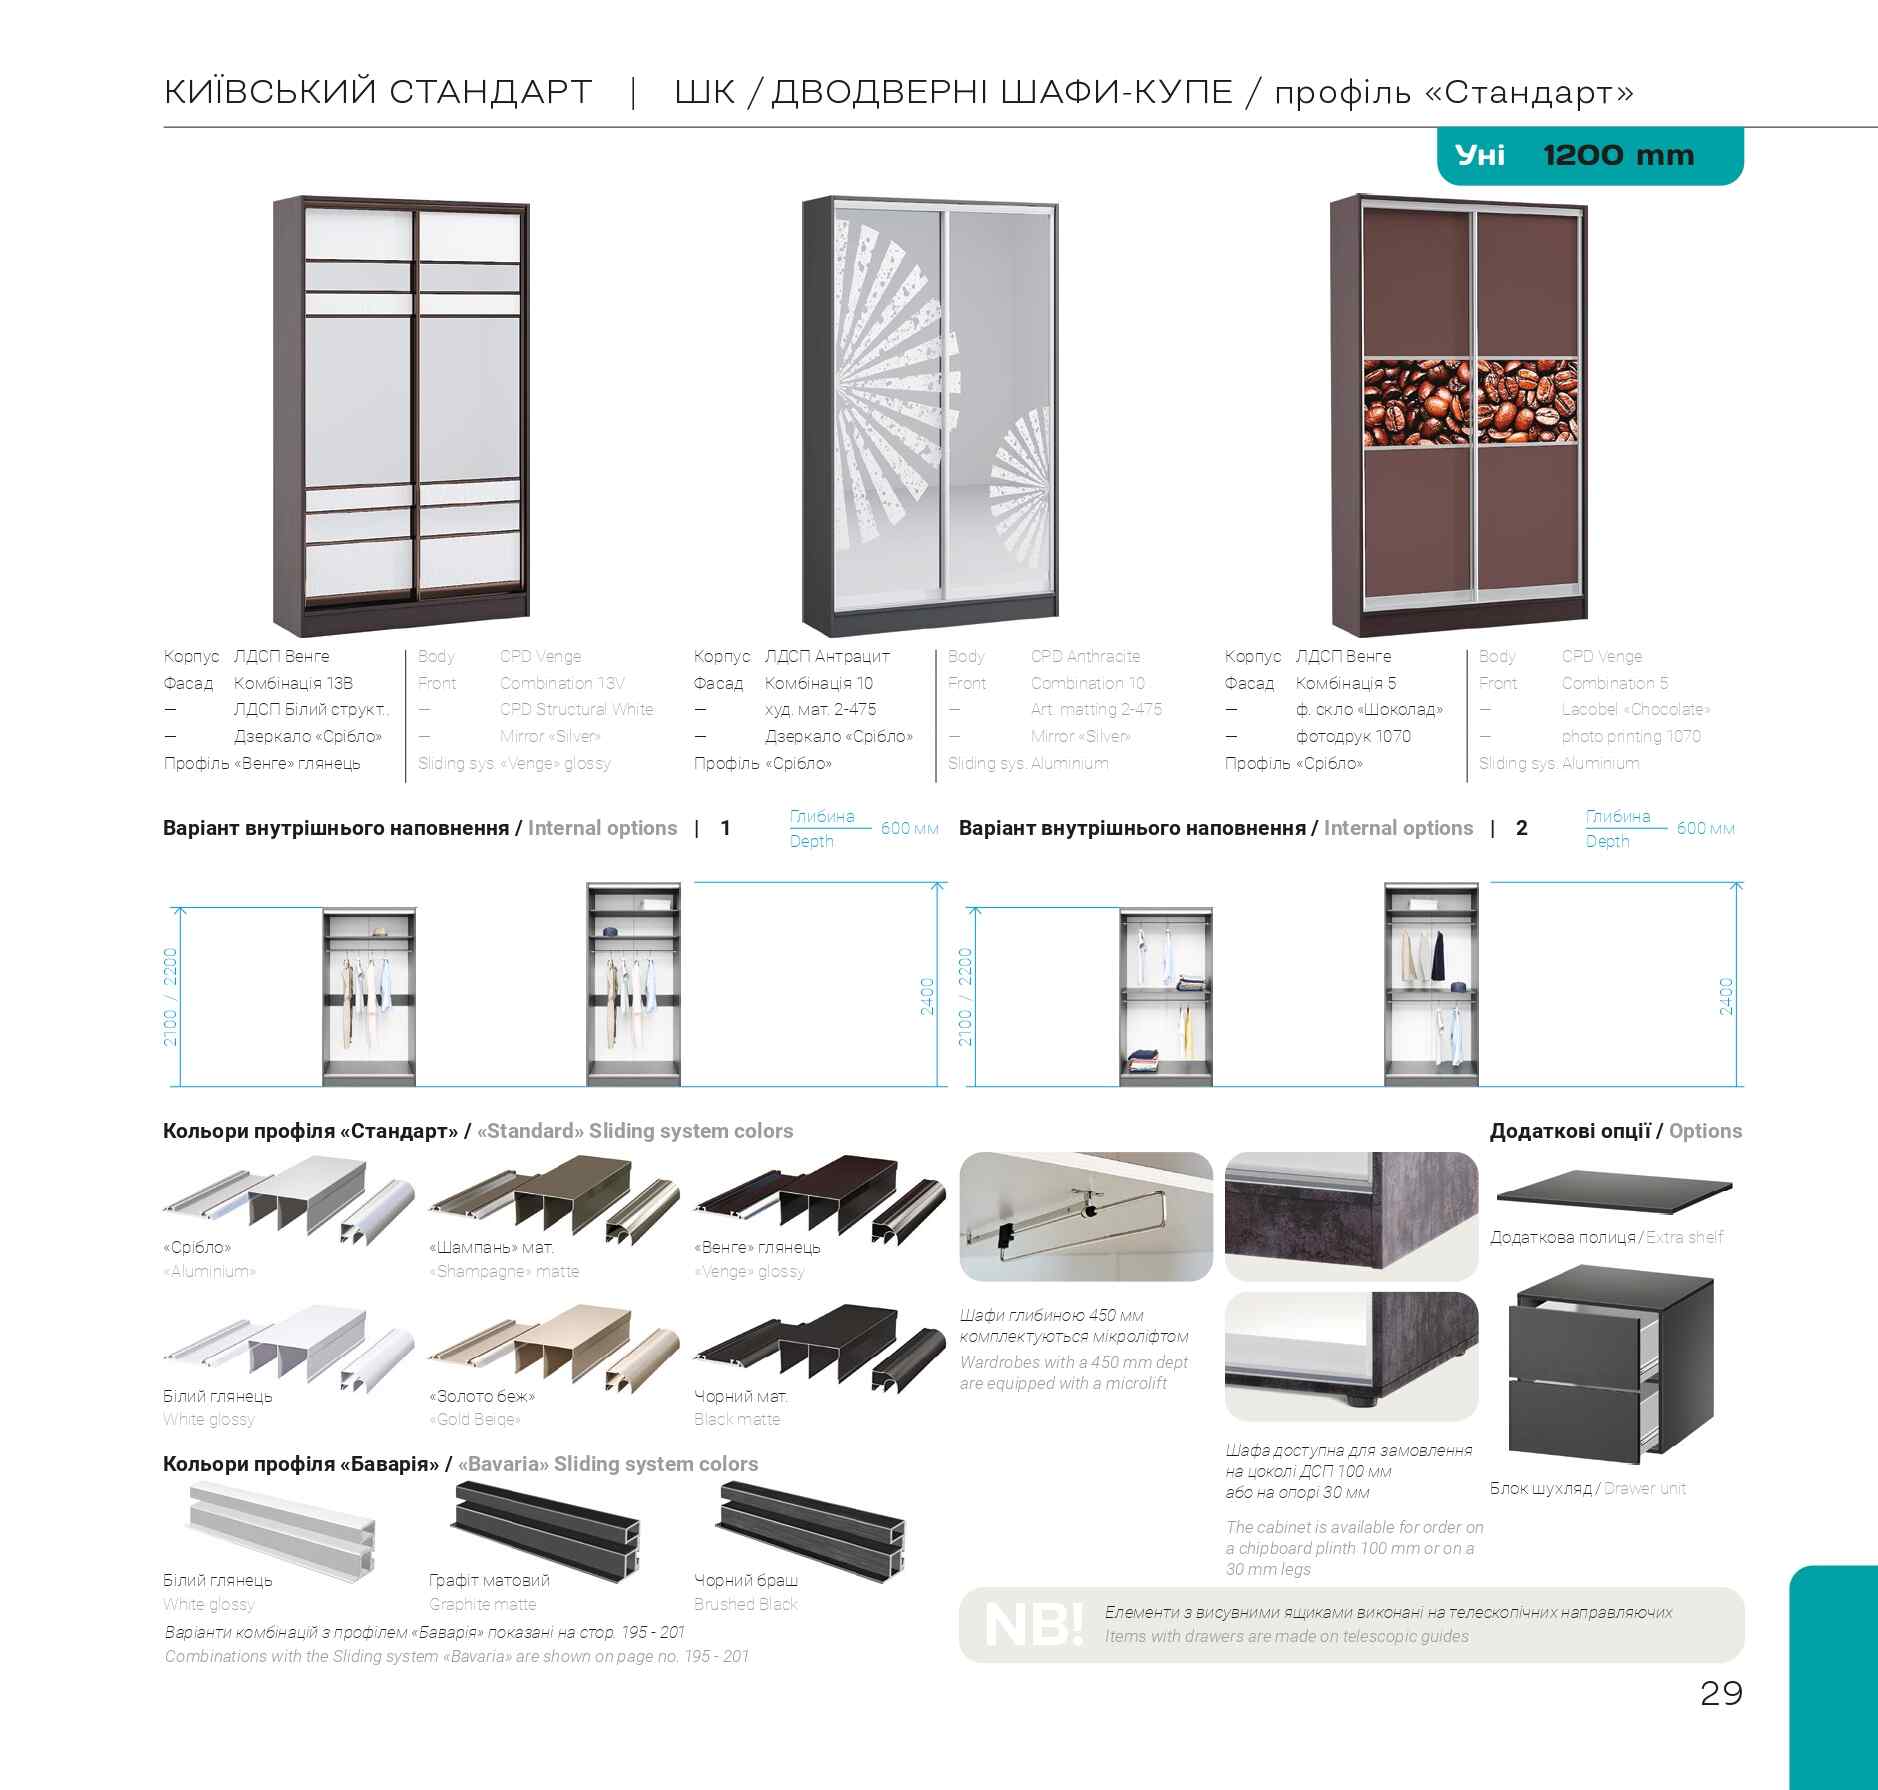 КИЇВСЬКИЙ СТАНДАРТ | ШК / ДВОДВЕРНІ ШАФИ-КУПЕ / профіль «Стандарт»
Уні 1200 mm
Корпус ЛДСП Венге
Фасад Комбінація 13В
— ЛДСП Білий структ..
— Дзеркало «Срібло»
Профіль «Венге» глянець
Body CPD Venge
Front Combination 13V
— CPD Structural White
— Mirror «Silver»
Sliding sys. «Venge» glossy
Корпус ЛДСП Антрацит
Фасад Комбінація 10
— худ. мат. 2-475
— Дзеркало «Срібло»
Профіль «Срібло»
Body CPD Anthracite
Front Combination 10
— Art. matting 2-475
— Mirror «Silver»
Sliding sys. Aluminium
Корпус ЛДСП Венге
Фасад Комбінація 5
— ф. скло «Шоколад»
— фотодрук 1070
Профіль «Срібло»
Body CPD Venge
Front Combination 5
— Lacobel «Chocolate»
— photo printing 1070
Sliding sys. Aluminium
Варіант внутрішнього наповнення / Internal options | 1
Глибина
Depth
600 мм
Варіант внутрішнього наповнення / Internal options | 2
Глибина
Depth
600 мм
2100 / 2200
2400
2100 / 2200
2400
Кольори профіля «Стандарт» / «Standard» Sliding system colors
«Срібло»
«Aluminium»
«Шампань» мат.
«Shampagne» matte
«Венге» глянець
«Venge» glossy
Білий глянець
White glossy
«Золото беж»
«Gold Beige»
Чорний мат.
Black matte
Кольори профіля «Баварія» / «Bavaria» Sliding system colors
Білий глянець
White glossy
Графіт матовий
Graphite matte
Чорний браш
Brushed Black
Варіанти комбінацій з профілем «Баварія» показані на стор. 195 - 201
Combinations with the Sliding system «Bavaria» are shown on page no. 195 - 201
Шафи глибиною 450 мм
комплектуються мікроліфтом
Wardrobes with a 450 mm dept
are equipped with a microlift
Шафа доступна для замовлення
на цоколі ДСП 100 мм
або на опорі 30 мм
The cabinet is available for order on
a chipboard plinth 100 mm or on a
30 mm legs
Додаткові опції / Options
Додаткова полиця / Extra shelf
Блок шухляд / Drawer unit
NB!
Елементи з висувними ящиками виконані на телескопічних направляючих
Items with drawers are made on telescopic guides
29